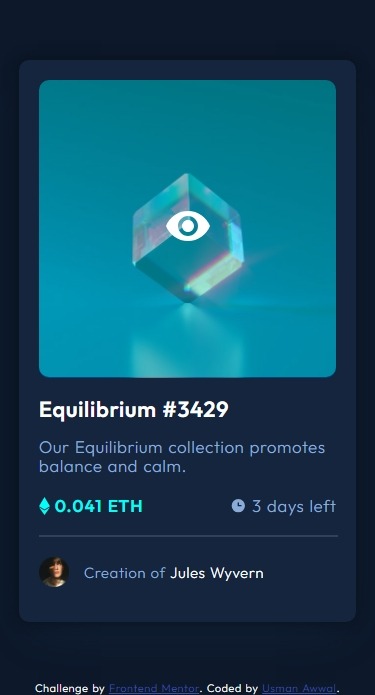 Equilibrium #3429
Our Equilibrium collection promotes
balance and calm.
0.041 ETH 3 days left
Creation of Jules Wyvern
Challenge by Frontend Mentor. Coded by Usman Awwal.